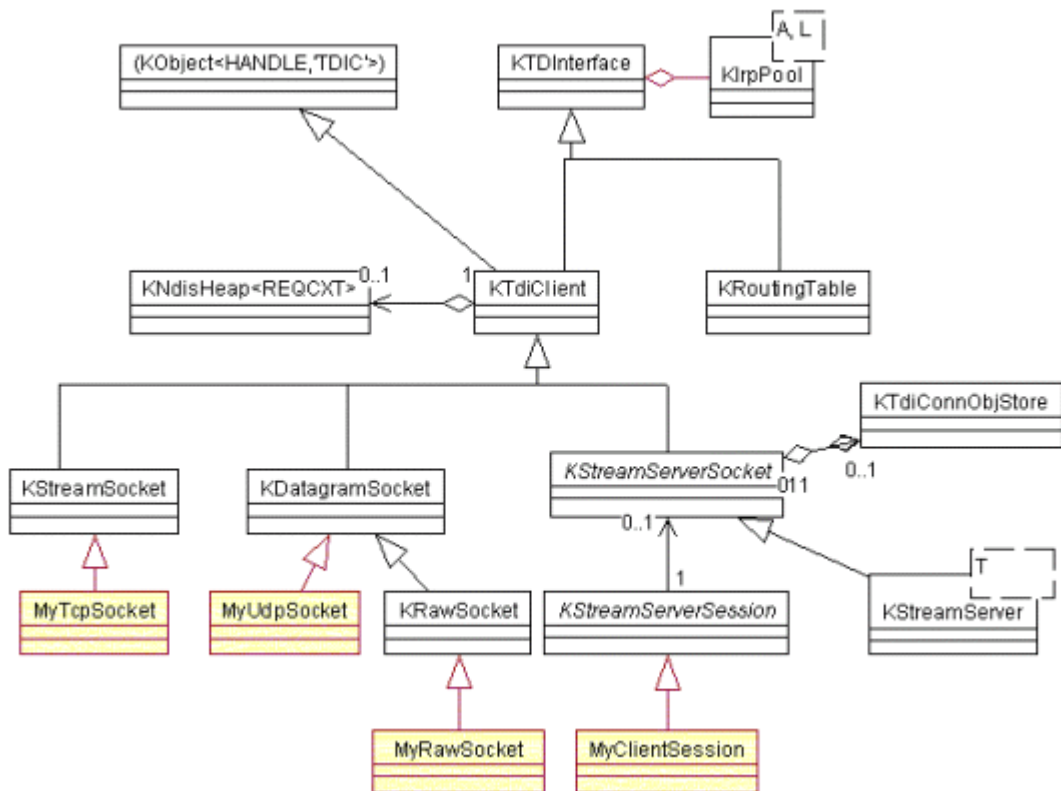 A, L
(KObject<HANDLE,'TDIC'>)
KTDInterface
KIrpPool
KNdisHeap<REQCXT>
0..1
1
KTdiClient
KRoutingTable
KTdiConnObjStore
KStreamSocket
KDatagramSocket
KStreamServerSocket
0..1
011
0..1
T
1
MyTcpSocket
MyUdpSocket
KRawSocket
KStreamServerSession
KStreamServer
MyRawSocket
MyClientSession